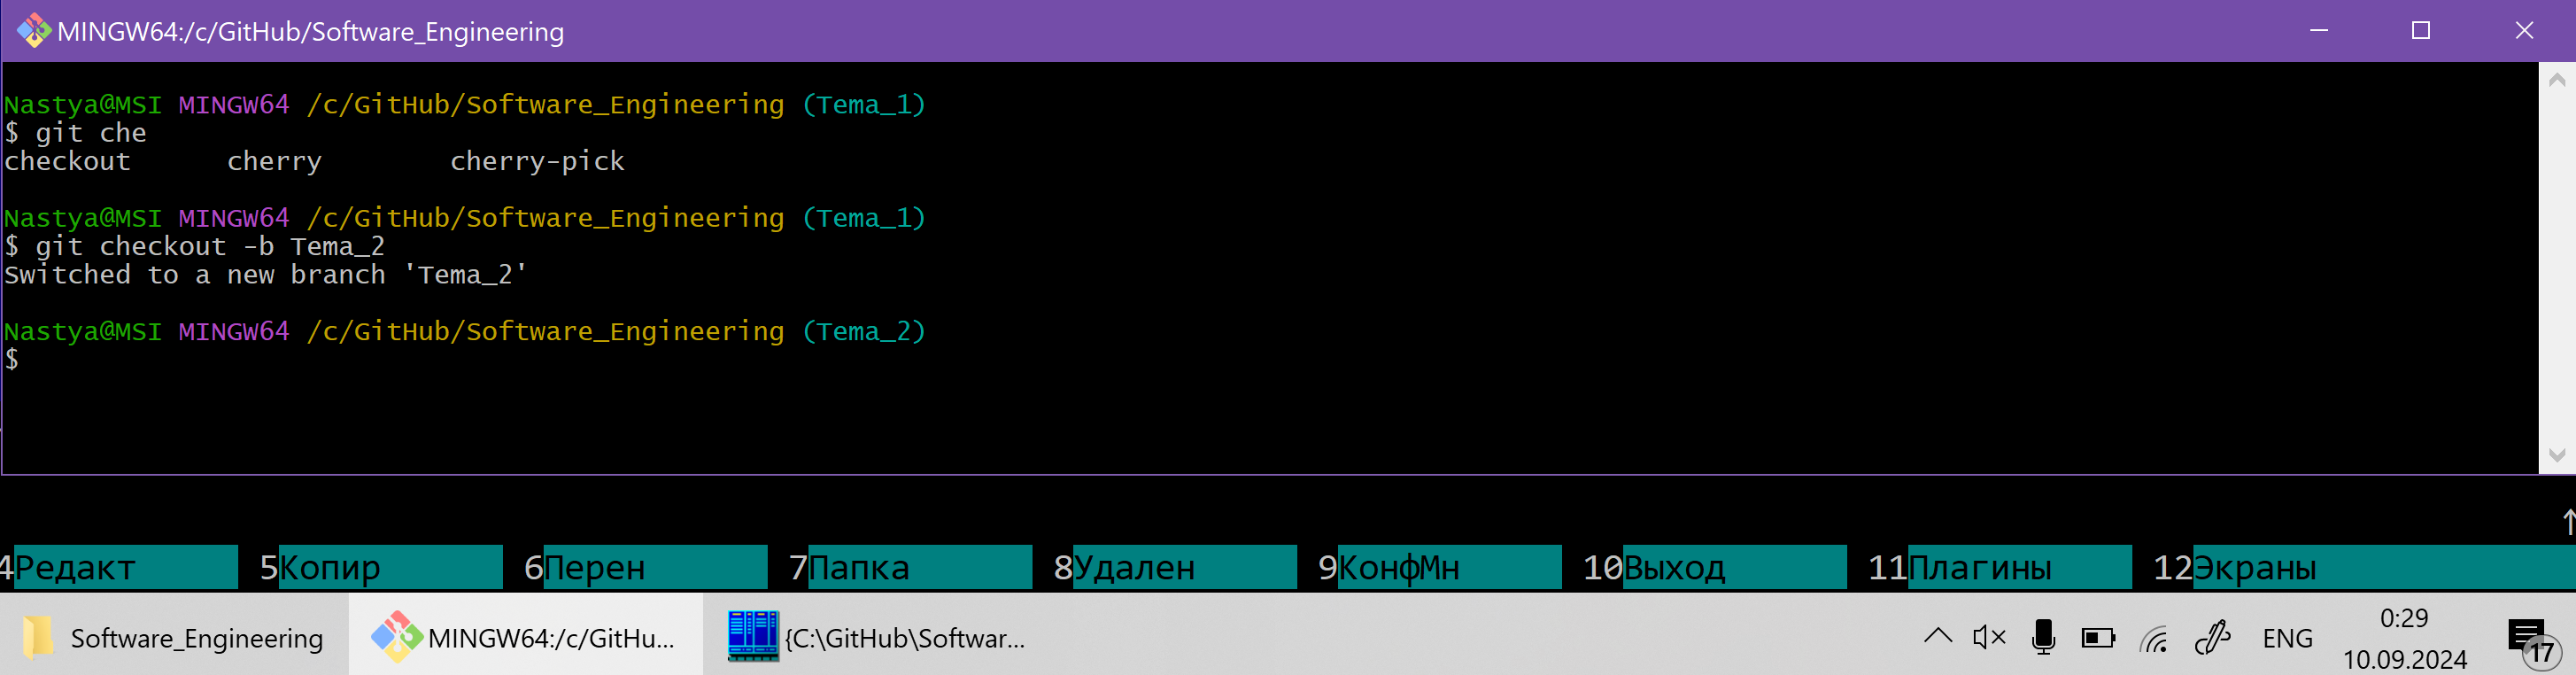 MINGW64:/c/GitHub/Software_Engineering
Nastya@MSI MINGW64 /c/GitHub/Software_Engineering (Tema_1)
$ git che
checkout      cherry        cherry-pick
Nastya@MSI MINGW64 /c/GitHub/Software_Engineering (Tema_1)
$ git checkout -b Tema_2
Switched to a new branch 'Tema_2'
Nastya@MSI MINGW64 /c/GitHub/Software_Engineering (Tema_2)
$
4Редакт 5Копир 6Перен 7Папка 8Удален 9КонфМн 10Выход 11Плагины 12Экраны
Software_Engineering MINGW64:/c/GitHu... {C:\GitHub\Softwar... ENG 0:29
10.09.2024 17